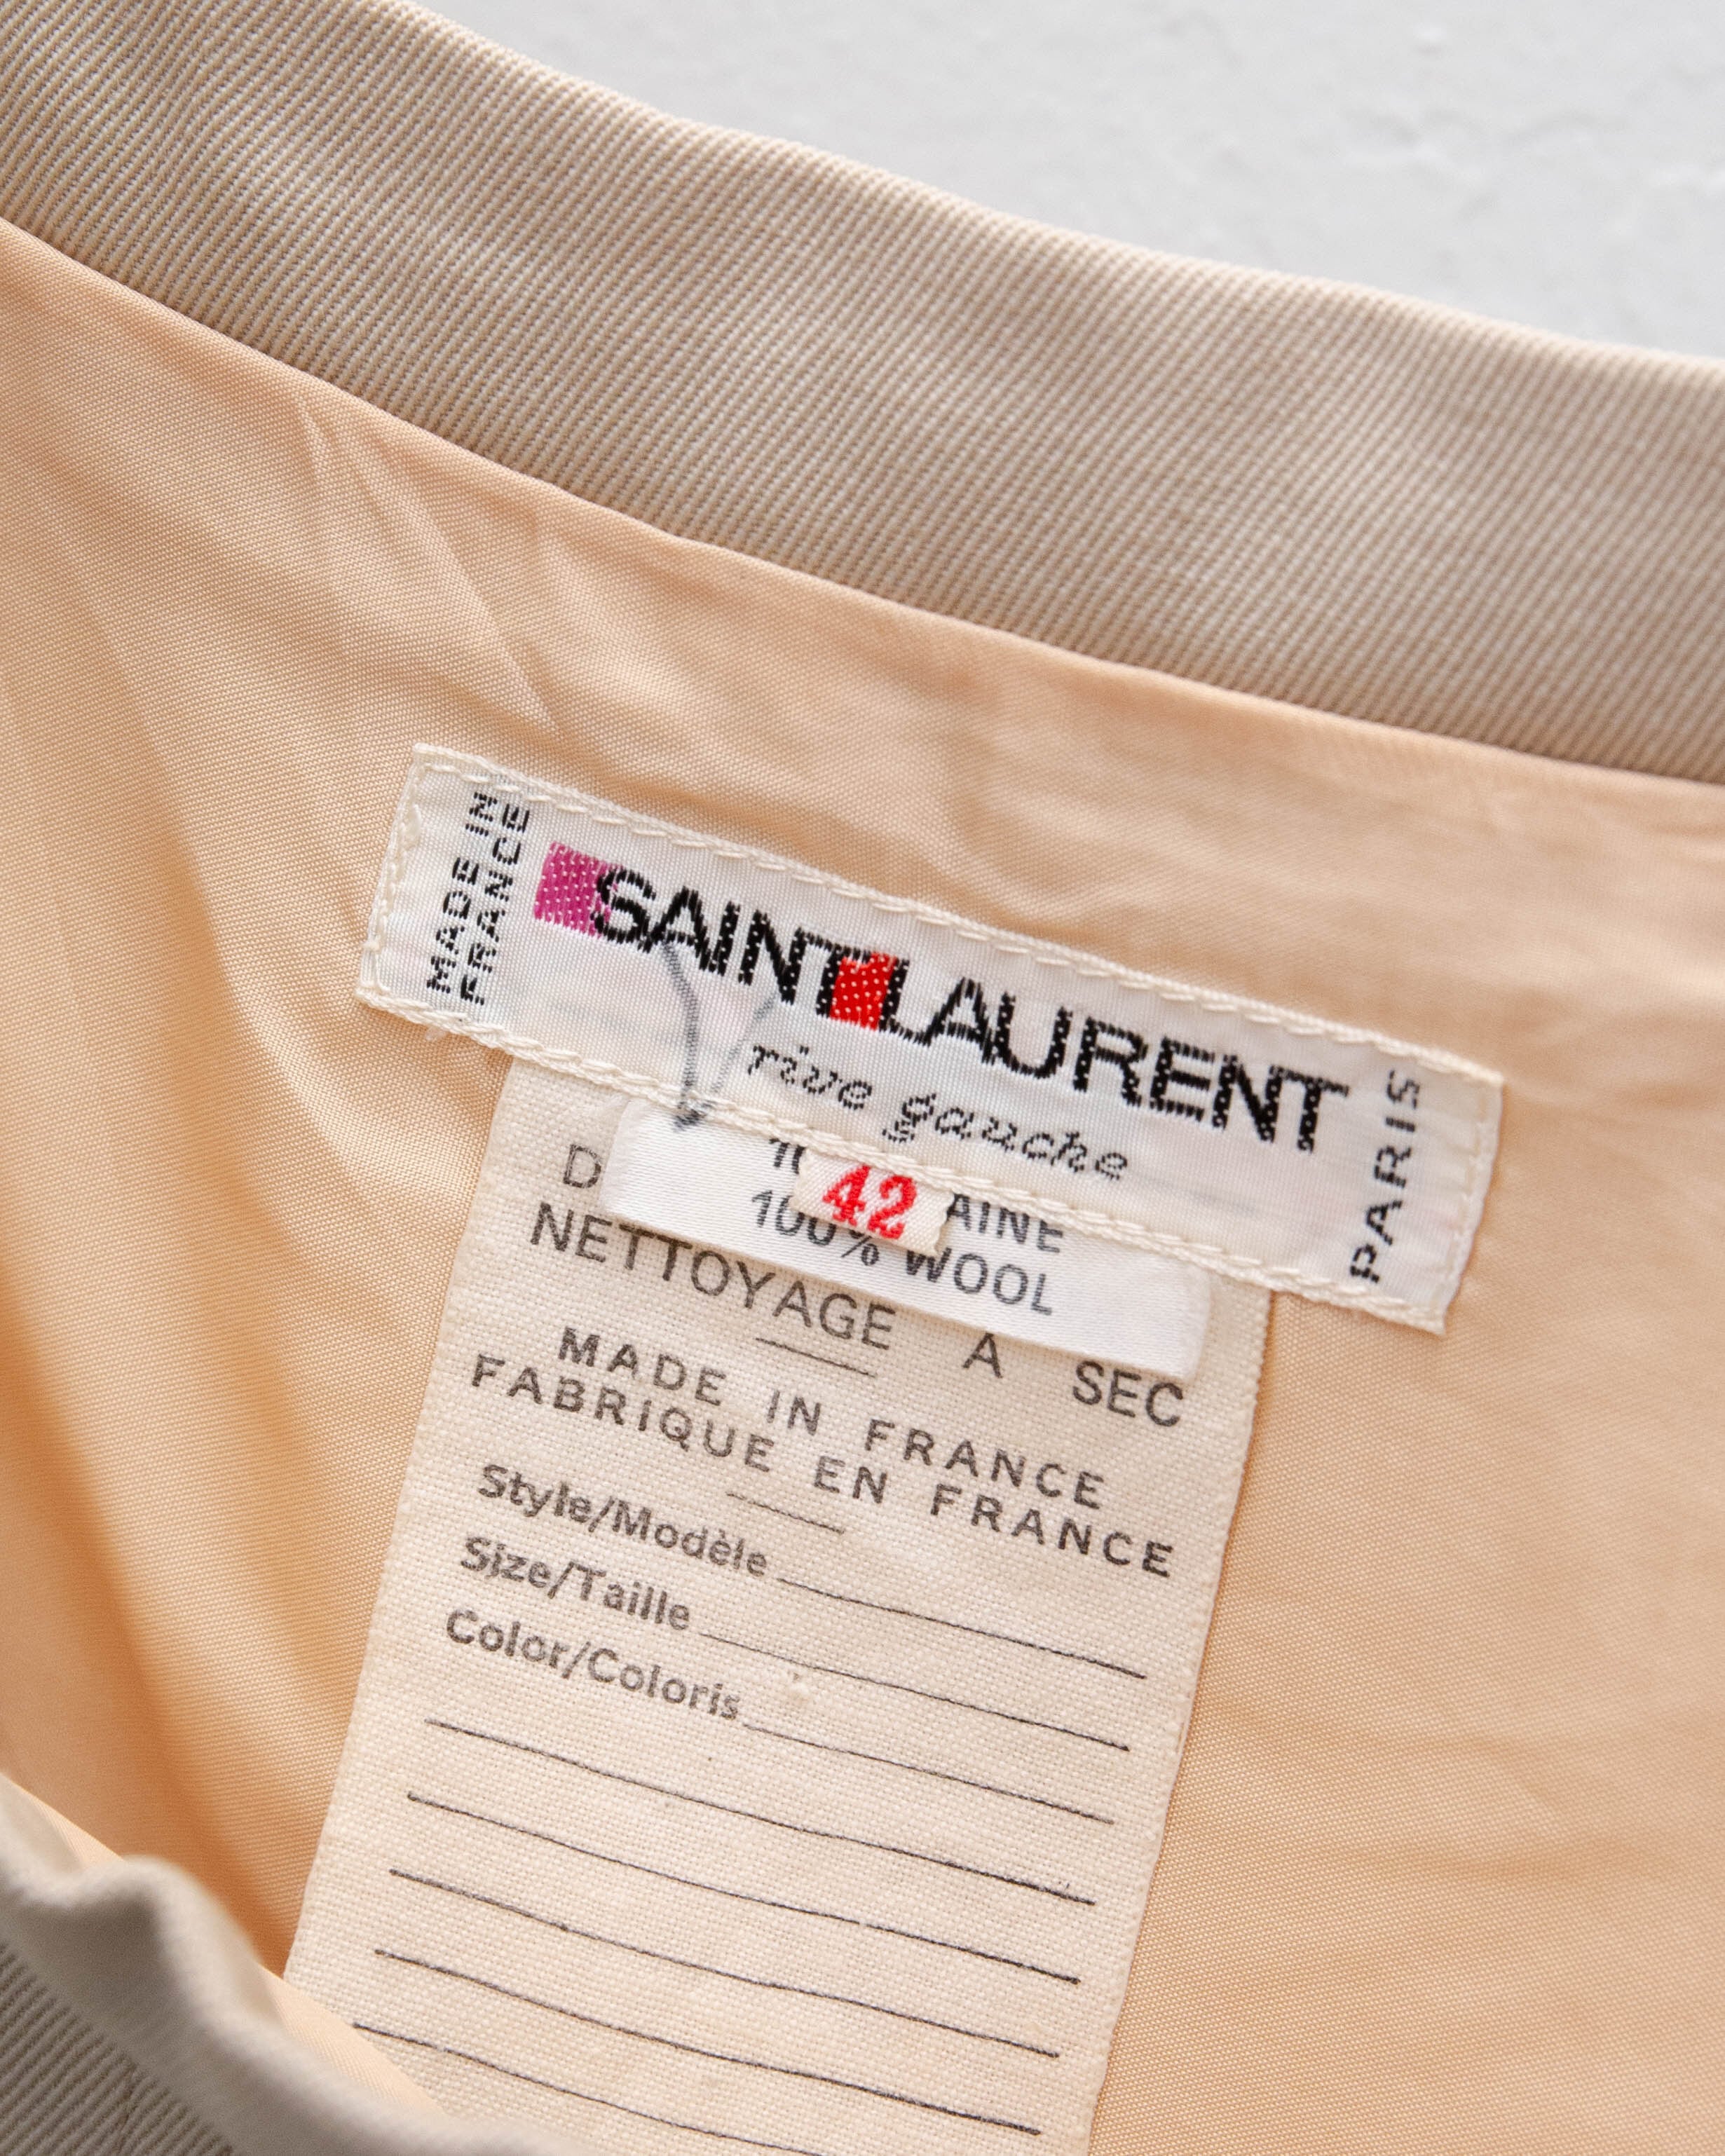 MADE IN
FRANCE
SAINT LAURENT
rive gauche
PARIS
42
100% WOOL
NETTOYAGE A SEC
MADE IN FRANCE
FABRIQUE EN FRANCE
Style/Modèle
Size/Taille
Color/Coloris